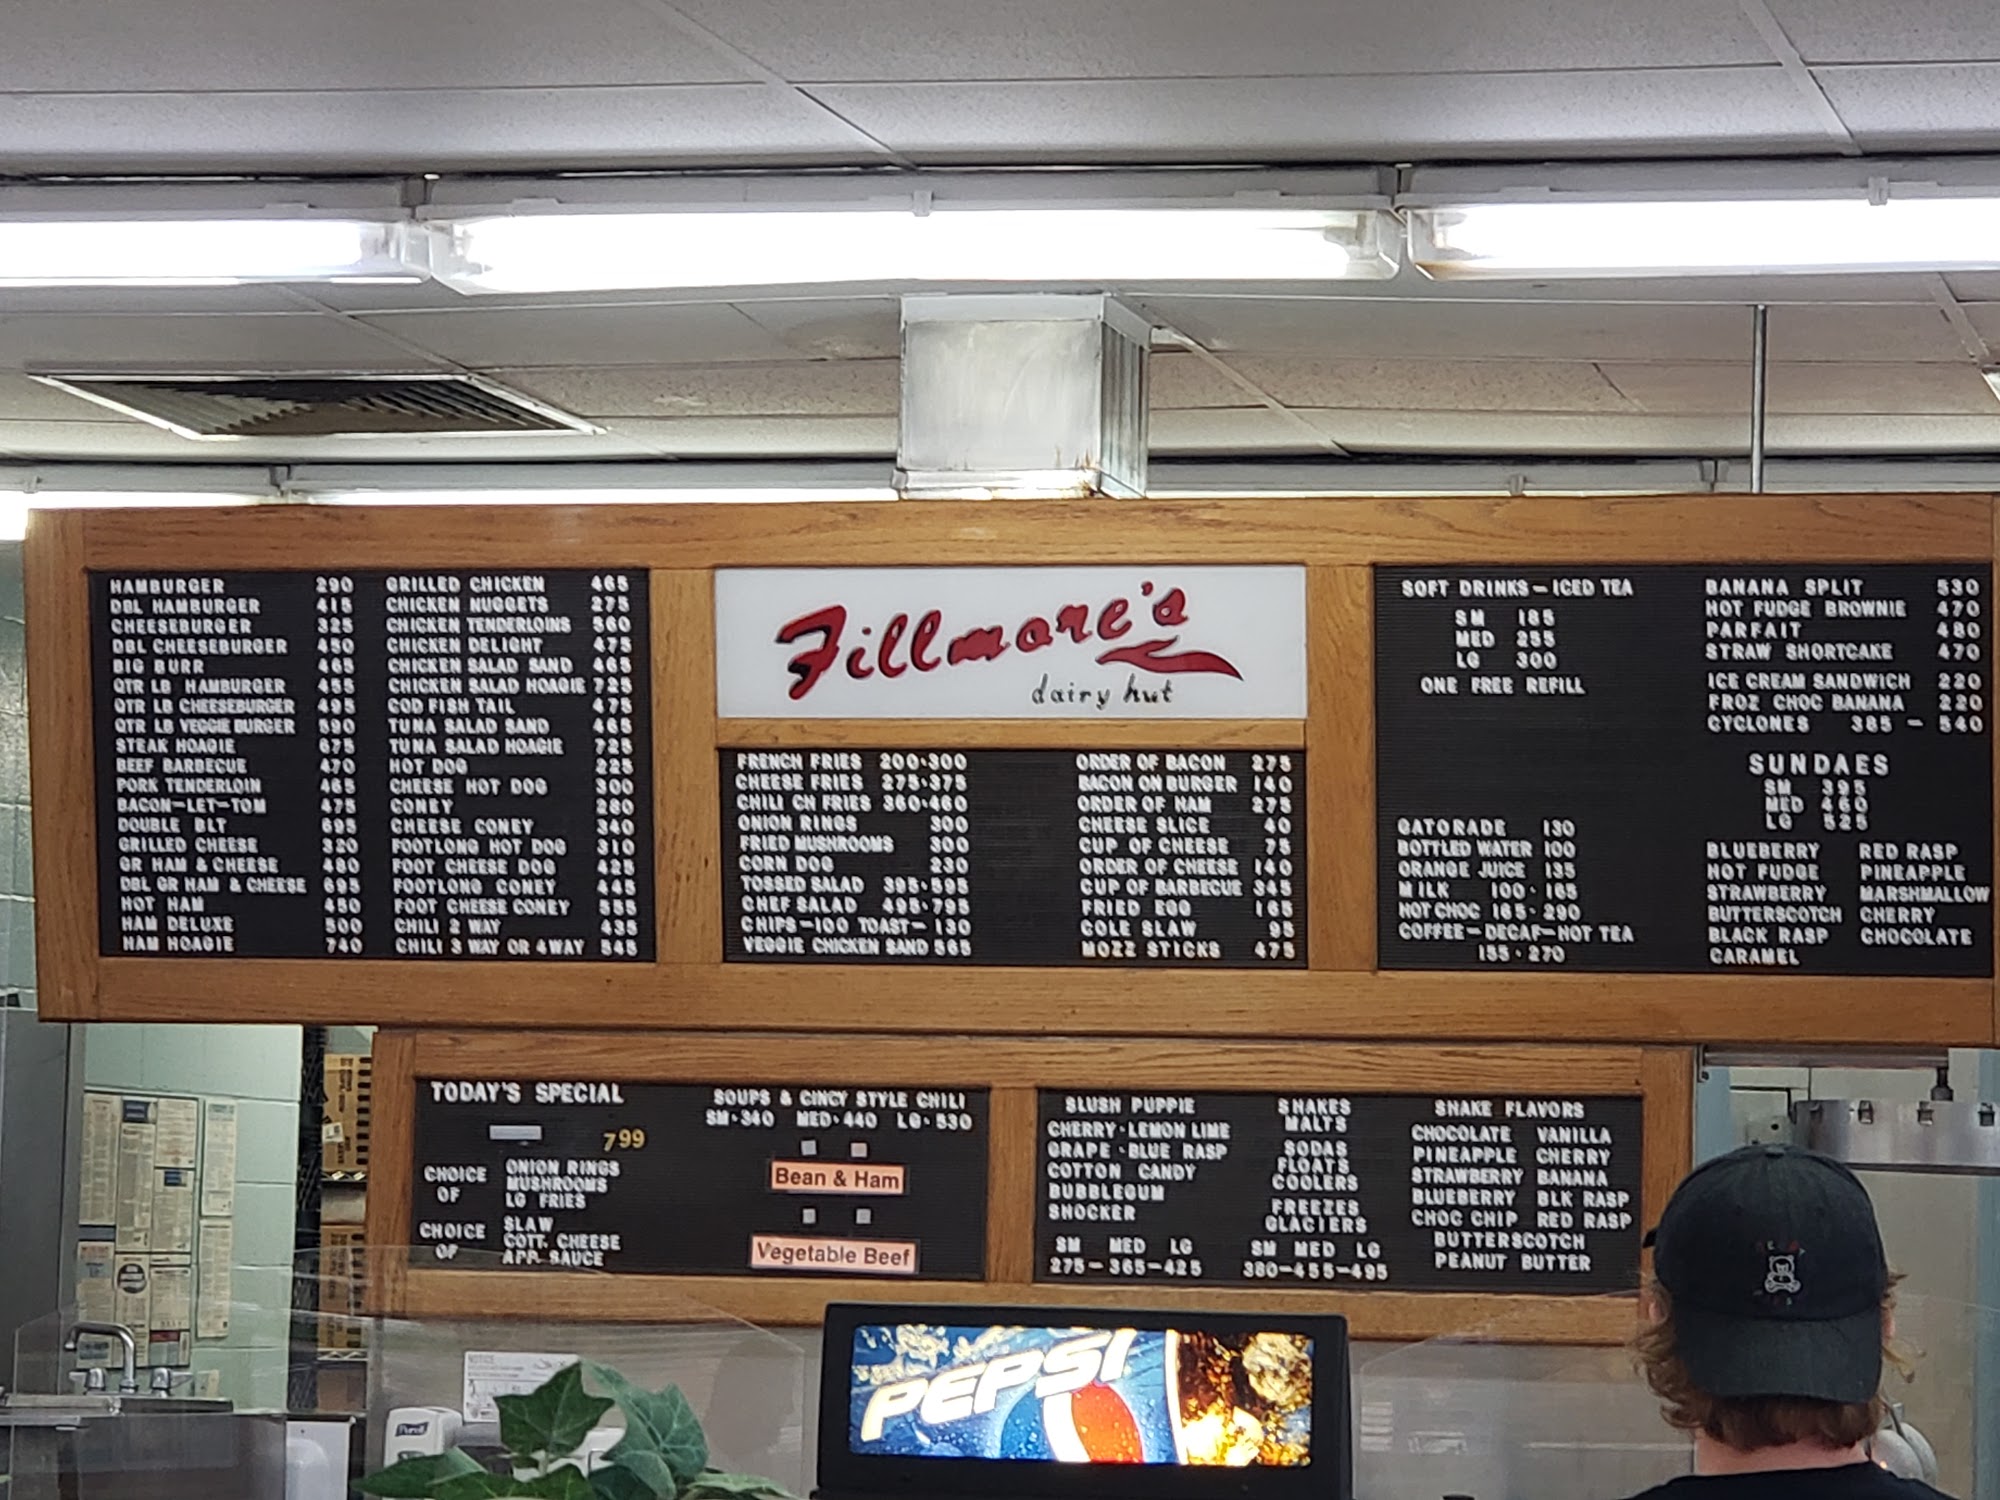 HAMBURGER 290
DBL HAMBURGER 415
CHEESEBURGER 325
DBL CHEESEBURGER 450
BIG BURR 465
QTR LB HAMBURGER 455
QTR LB CHEESEBURGER 495
QTR LB VEGGIE BURGER 590
STEAK HOAGIE 675
BEEF BARBECUE 470
PORK TENDERLOIN 465
BACON-LET-TOM 475
DOUBLE BLT 695
GRILLED CHEESE 320
GR HAM & CHEESE 480
DBL GR HAM & CHEESE 695
HOT HAM 450
HAM DELUXE 500
HAM HOAGIE 740
GRILLED CHICKEN 465
CHICKEN NUGGETS 275
CHICKEN TENDERLOINS 560
CHICKEN DELIGHT 475
CHICKEN SALAD SAND 465
CHICKEN SALAD HOAGIE 725
COD FISH TAIL 475
TUNA SALAD SAND 465
TUNA SALAD HOAGIE 725
HOT DOG 225
CHEESE HOT DOG 300
CONEY 280
CHEESE CONEY 340
FOOTLONG HOT DOG 310
FOOT CHEESE DOG 425
FOOTLONG CONEY 445
FOOT CHEESE CONEY 555
CHILI 2 WAY 435
CHILI 3 WAY OR 4WAY 545
Fillmore's
dairy hut
FRENCH FRIES 200·300
CHEESE FRIES 275·375
CHILI CH FRIES 360·460
ONION RINGS 300
FRIED MUSHROOMS 300
CORN DOG 230
TOSSED SALAD 395·595
CHEF SALAD 495·795
CHIPS-100 TOAST-130
VEGGIE CHICKEN SAND 565
ORDER OF BACON 275
BACON ON BURGER 140
ORDER OF HAM 275
CHEESE SLICE 40
CUP OF CHEESE 75
ORDER OF CHEESE 140
CUP OF BARBECUE 345
FRIED EGG 165
COLE SLAW 95
MOZZ STICKS 475
SOFT DRINKS-ICED TEA
SM 185
MED 255
LG 300
ONE FREE REFILL
GATORADE 130
BOTTLED WATER 100
ORANGE JUICE 135
MILK 100·165
HOT CHOC 165·290
COFFEE-DECAF-HOT TEA
155·270
BANANA SPLIT 530
HOT FUDGE BROWNIE 470
PARFAIT 480
STRAW SHORTCAKE 470
ICE CREAM SANDWICH 220
FROZ CHOC BANANA 220
CYCLONES 385 - 540
SUNDAES
SM 395
MED 460
LG 525
BLUEBERRY RED RASP
HOT FUDGE PINEAPPLE
STRAWBERRY MARSHMALLOW
BUTTERSCOTCH CHERRY
BLACK RASP CHOCOLATE
CARAMEL
TODAY'S SPECIAL
799
CHOICE OF
ONION RINGS
MUSHROOMS
LG FRIES
CHOICE OF
SLAW
COTT. CHEESE
APP. SAUCE
SOUPS & CINCY STYLE CHILI
SM·340 MED·440 LG·530
Bean & Ham
Vegetable Beef
SLUSH PUPPIE
CHERRY·LEMON LIME
GRAPE·BLUE RASP
COTTON CANDY
BUBBLEGUM
SHOCKER
SM MED LG
275-365-425
SHAKES
MALTS
SODAS
FLOATS
COOLERS
FREEZES
GLACIERS
SM MED LG
380-455-495
SHAKE FLAVORS
CHOCOLATE VANILLA
PINEAPPLE CHERRY
STRAWBERRY BANANA
BLUEBERRY BLK RASP
CHOC CHIP RED RASP
BUTTERSCOTCH
PEANUT BUTTER
NOTICE
Purell
PEPSI